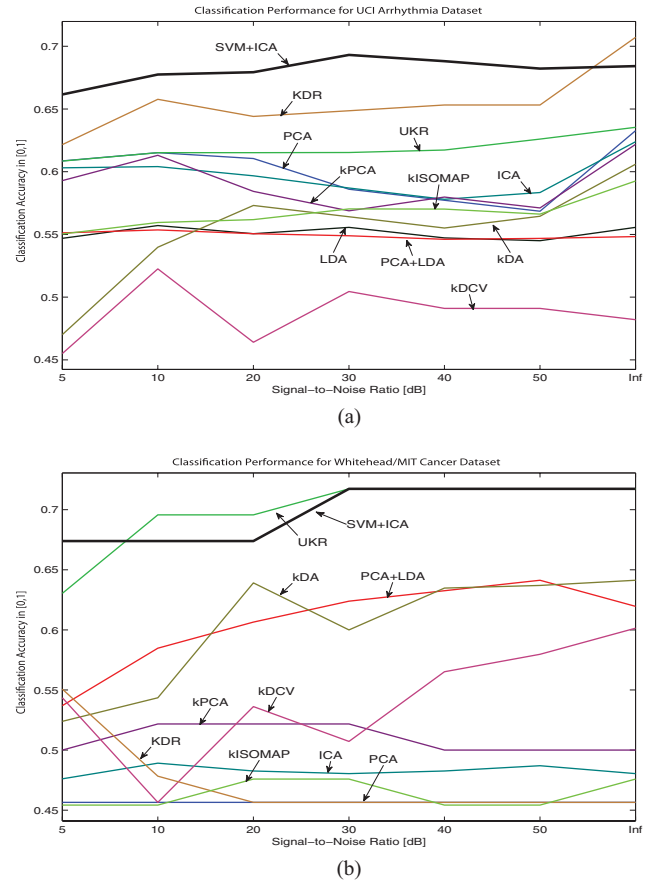 Classification Performance for UCI Arrhythmia Dataset
0.7
0.65
0.6
0.55
0.5
0.45
Classification Accuracy in [0,1]
SVM+ICA
KDR
PCA
UKR
kPCA
kISOMAP
ICA
LDA
PCA+LDA
kDA
kDCV
5 10 20 30 40 50 Inf
Signal-to-Noise Ratio [dB]
(a)
Classification Performance for Whitehead/MIT Cancer Dataset
0.7
0.65
0.6
0.55
0.5
0.45
Classification Accuracy in [0,1]
SVM+ICA
UKR
kDA
PCA+LDA
kPCA
kDCV
KDR
kISOMAP
ICA
PCA
5 10 20 30 40 50 Inf
Signal-to-Noise Ratio [dB]
(b)